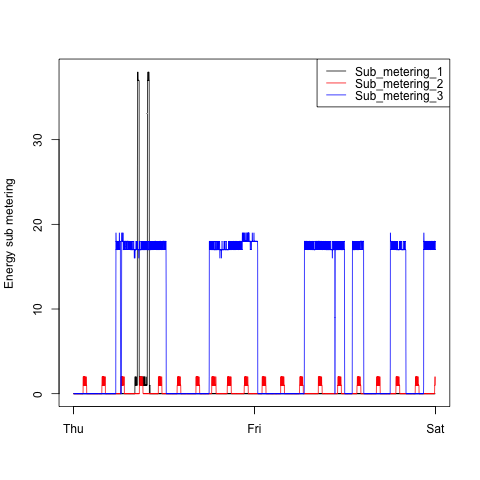 Sub_metering_1
Sub_metering_2
Sub_metering_3
Energy sub metering
30
20
10
0
Thu
Fri
Sat